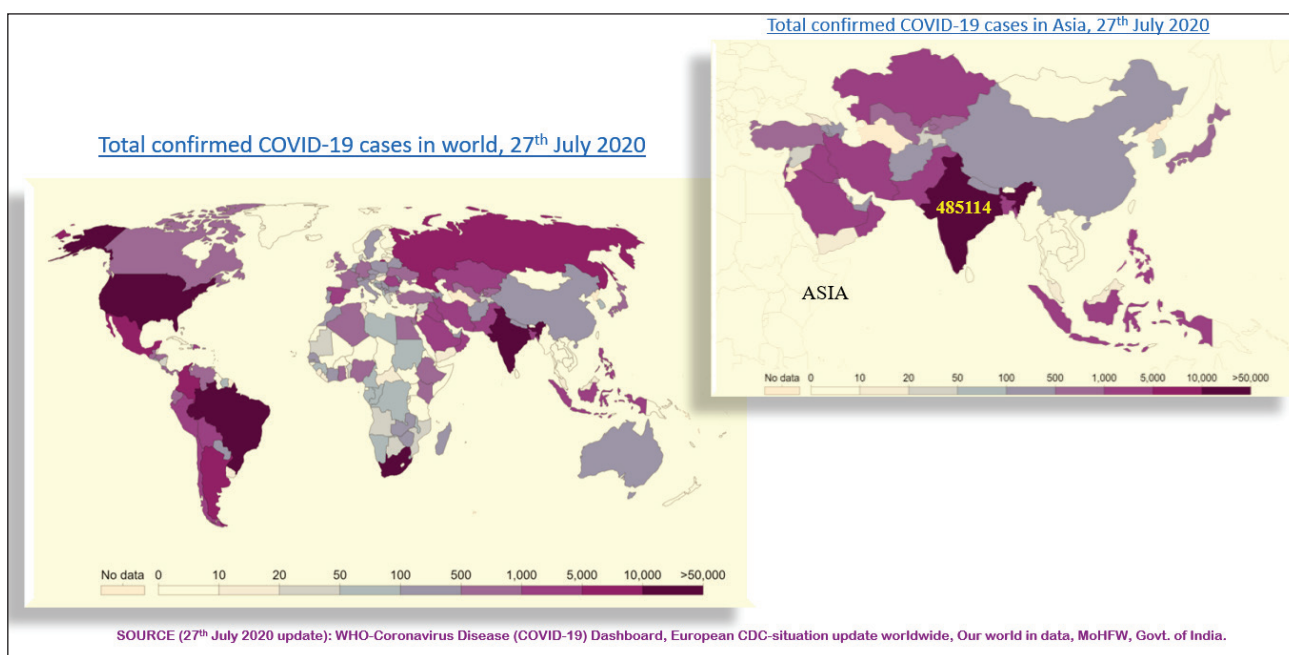 Total confirmed COVID-19 cases in Asia, 27th July 2020
485114
ASIA
No data 0 10 20 50 100 500 1,000 5,000 10,000 >50,000
Total confirmed COVID-19 cases in world, 27th July 2020
No data 0 10 20 50 100 500 1,000 5,000 10,000 >50,000
SOURCE (27th July 2020 update): WHO-Coronavirus Disease (COVID-19) Dashboard, European CDC-situation update worldwide, Our world in data, MoHFW, Govt. of India.